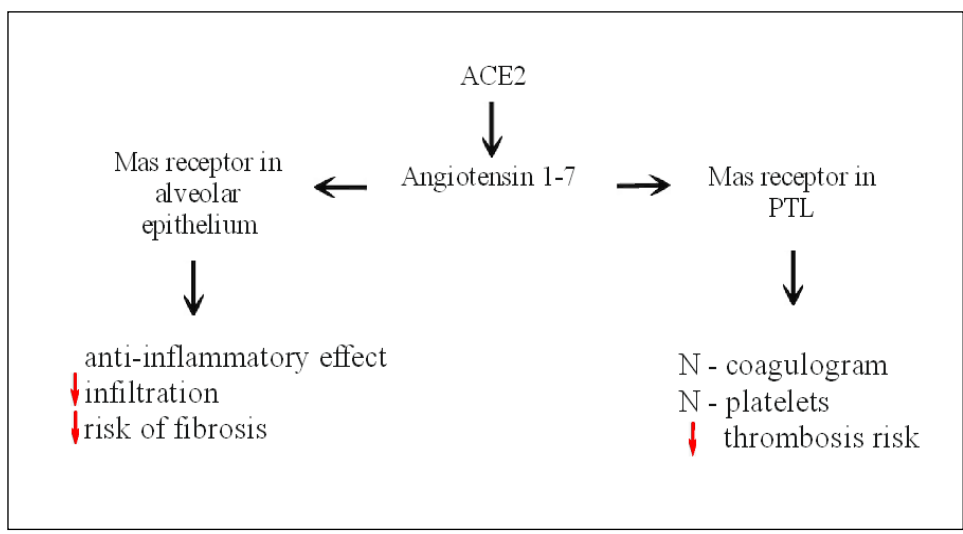 ACE2
Angiotensin 1-7
Mas receptor in
alveolar
epithelium
Mas receptor in
PTL
anti-inflammatory effect
infiltration
risk of fibrosis
N - coagulogram
N - platelets
thrombosis risk